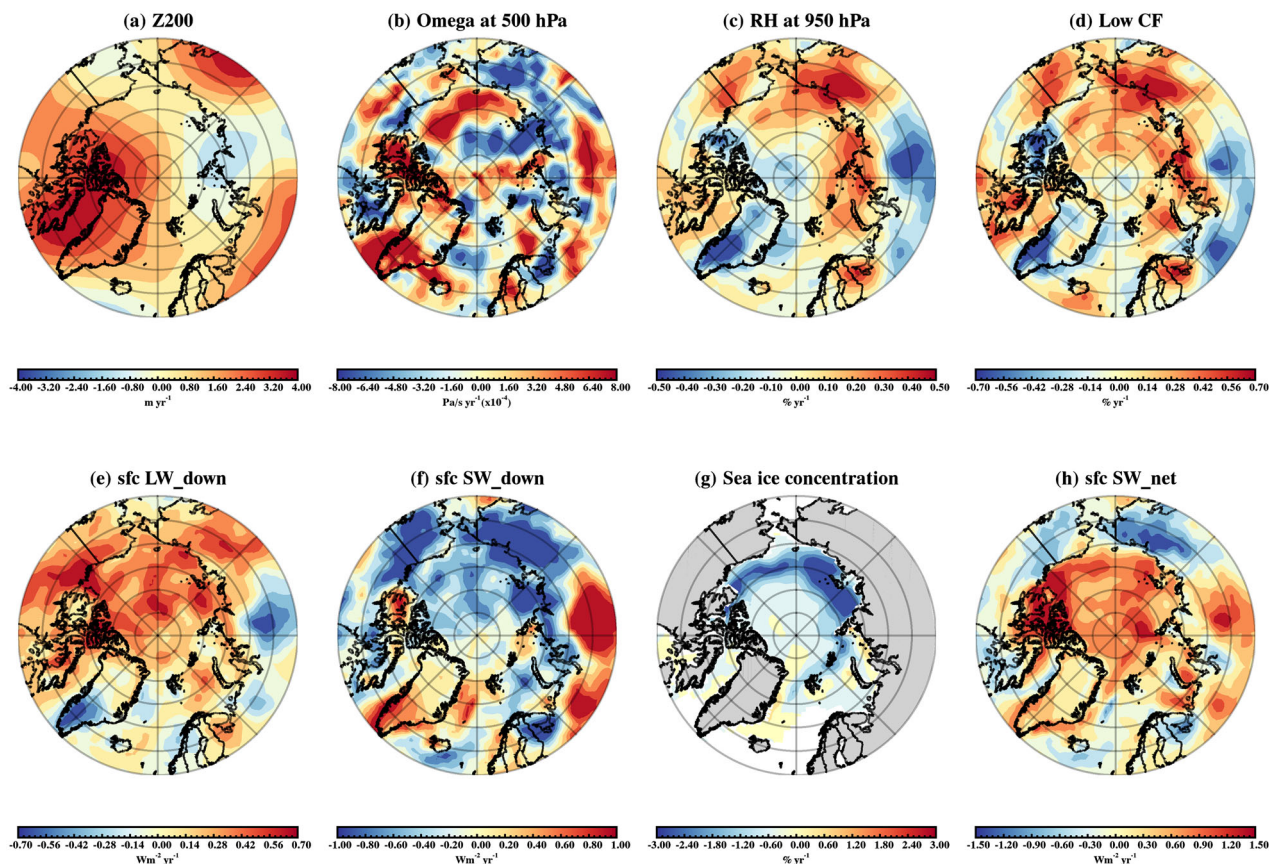 (a) Z200
(b) Omega at 500 hPa
(c) RH at 950 hPa
(d) Low CF
-4.00 -3.20 -2.40 -1.60 -0.80 0.00 0.80 1.60 2.40 3.20 4.00
m yr⁻¹
-8.00 -6.40 -4.80 -3.20 -1.60 0.00 1.60 3.20 4.80 6.40 8.00
Pa/s yr⁻¹(x10⁻⁴)
-0.50 -0.40 -0.30 -0.20 -0.10 0.00 0.10 0.20 0.30 0.40 0.50
% yr⁻¹
-0.70 -0.56 -0.42 -0.28 -0.14 0.00 0.14 0.28 0.42 0.56 0.70
% yr⁻¹
(e) sfc LW_down
(f) sfc SW_down
(g) Sea ice concentration
(h) sfc SW_net
-0.70 -0.56 -0.42 -0.28 -0.14 0.00 0.14 0.28 0.42 0.56 0.70
Wm⁻² yr⁻¹
-1.00 -0.80 -0.60 -0.40 -0.20 0.00 0.20 0.40 0.60 0.80 1.00
Wm⁻² yr⁻¹
-3.00 -2.40 -1.80 -1.20 -0.60 0.00 0.60 1.20 1.80 2.40 3.00
% yr⁻¹
-1.50 -1.20 -0.90 -0.60 -0.30 0.00 0.30 0.60 0.90 1.20 1.50
Wm⁻² yr⁻¹